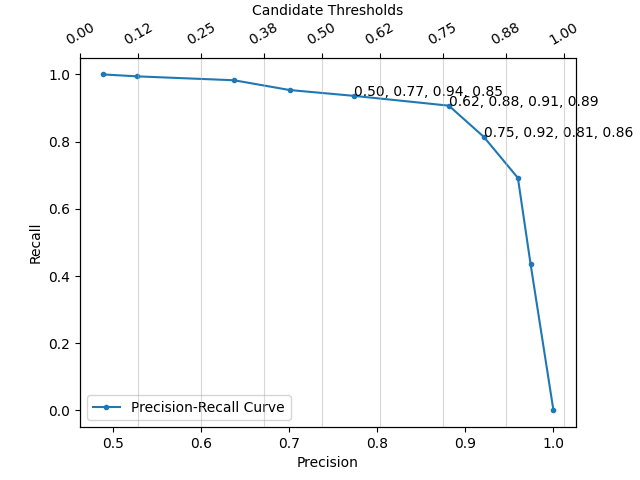 Candidate Thresholds
0.00 0.12 0.25 0.38 0.50 0.62 0.75 0.88 1.00
1.0
0.50, 0.77, 0.94, 0.85
0.62, 0.88, 0.91, 0.89
0.8
0.75, 0.92, 0.81, 0.86
0.6
Recall
0.4
0.2
0.0
Precision-Recall Curve
0.5 0.6 0.7 0.8 0.9 1.0
Precision